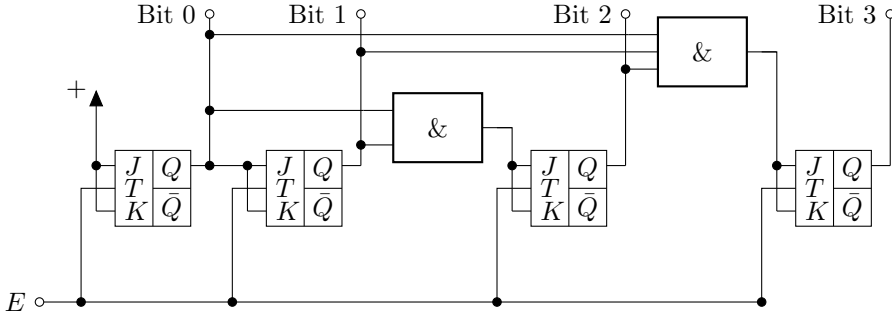 Bit 0 Bit 1 Bit 2 Bit 3
&
+
&
J Q J Q J Q J Q
T T T T
K Q̄ K Q̄ K Q̄ K Q̄
E